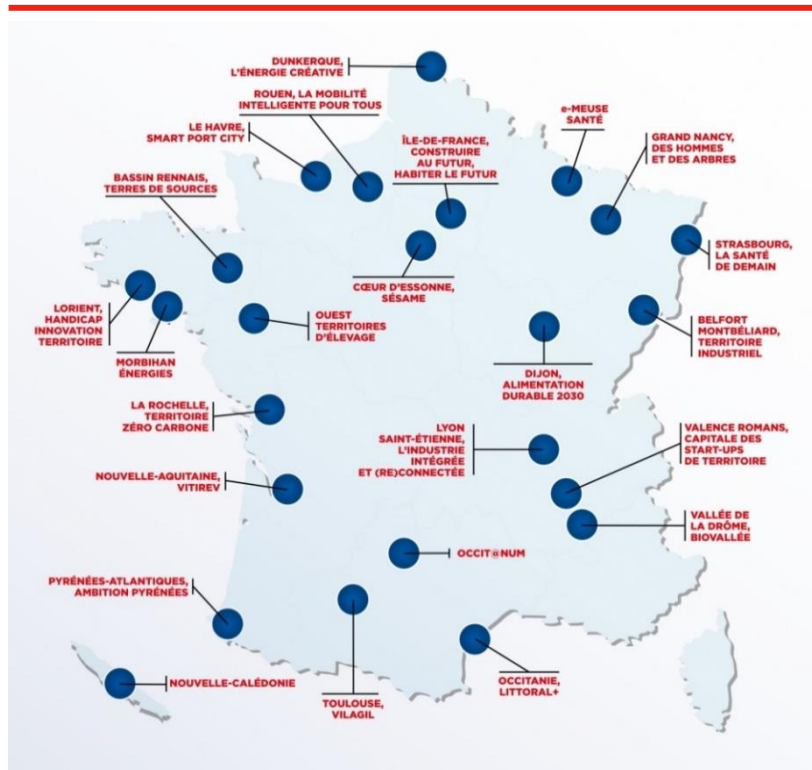 DUNKERQUE,
L'ÉNERGIE CRÉATIVE
ROUEN, LA MOBILITÉ
INTELLIGENTE POUR TOUS
LE HAVRE,
SMART PORT CITY
ÎLE-DE-FRANCE,
CONSTRUIRE
AU FUTUR,
HABITER LE FUTUR
e-MEUSE
SANTÉ
GRAND NANCY,
DES HOMMES
ET DES ARBRES
BASSIN RENNAIS,
TERRES DE SOURCES
STRASBOURG,
LA SANTÉ
DE DEMAIN
CŒUR D'ESSONNE,
SÉSAME
LORIENT,
HANDICAP
INNOVATION
TERRITOIRE
OUEST
TERRITOIRES
D'ÉLEVAGE
BELFORT
MONTBÉLIARD,
TERRITOIRE
INDUSTRIEL
MORBIHAN
ÉNERGIES
DIJON,
ALIMENTATION
DURABLE 2030
LA ROCHELLE,
TERRITOIRE
ZÉRO CARBONE
LYON
SAINT-ÉTIENNE,
L'INDUSTRIE
INTÉGRÉE
ET (RE)CONNECTÉE
VALENCE ROMANS,
CAPITALE DES
START-UPS
DE TERRITOIRE
NOUVELLE-AQUITAINE,
VITIREV
VALLÉE DE
LA DRÔME,
BIOVALLÉE
OCCIT@NUM
PYRÉNÉES-ATLANTIQUES,
AMBITION PYRÉNÉES
NOUVELLE-CALÉDONIE
TOULOUSE,
VILAGIL
OCCITANIE,
LITTORAL+